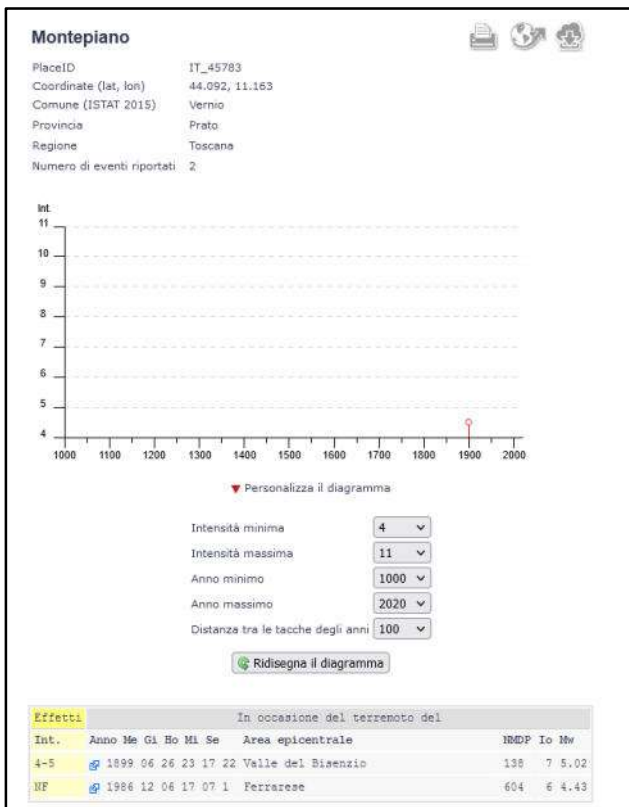 Montepiano
PlaceID IT_45783
Coordinate (lat, lon) 44.092, 11.163
Comune (ISTAT 2015) Vernio
Provincia Prato
Regione Toscana
Numero di eventi riportati 2
Int.
11
10
9
8
7
6
5
4
1000 1100 1200 1300 1400 1500 1600 1700 1800 1900 2000
Personalizza il diagramma
Intensità minima 4
Intensità massima 11
Anno minimo 1000
Anno massimo 2020
Distanza tra le tacche degli anni 100
Ridisegna il diagramma
Effetti In occasione del terremoto del
Int. Anno Me Gi Ho Mi Se Area epicentrale NMDP Io Mw
4-5 1899 06 26 23 17 22 Valle del Bisenzio 138 7 5.02
NF 1986 12 06 17 07 1 Ferrarese 604 6 4.43